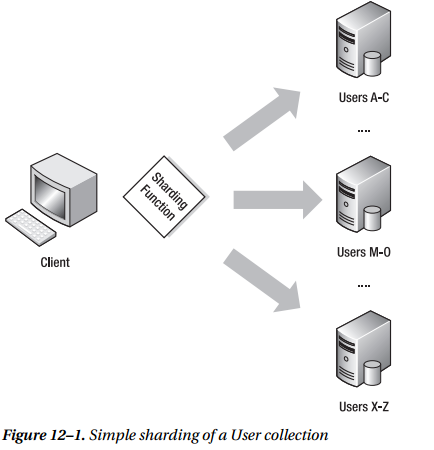 Users A-C
....
Sharding
Function
Users M-O
Client
....
Users X-Z
Figure 12–1. Simple sharding of a User collection